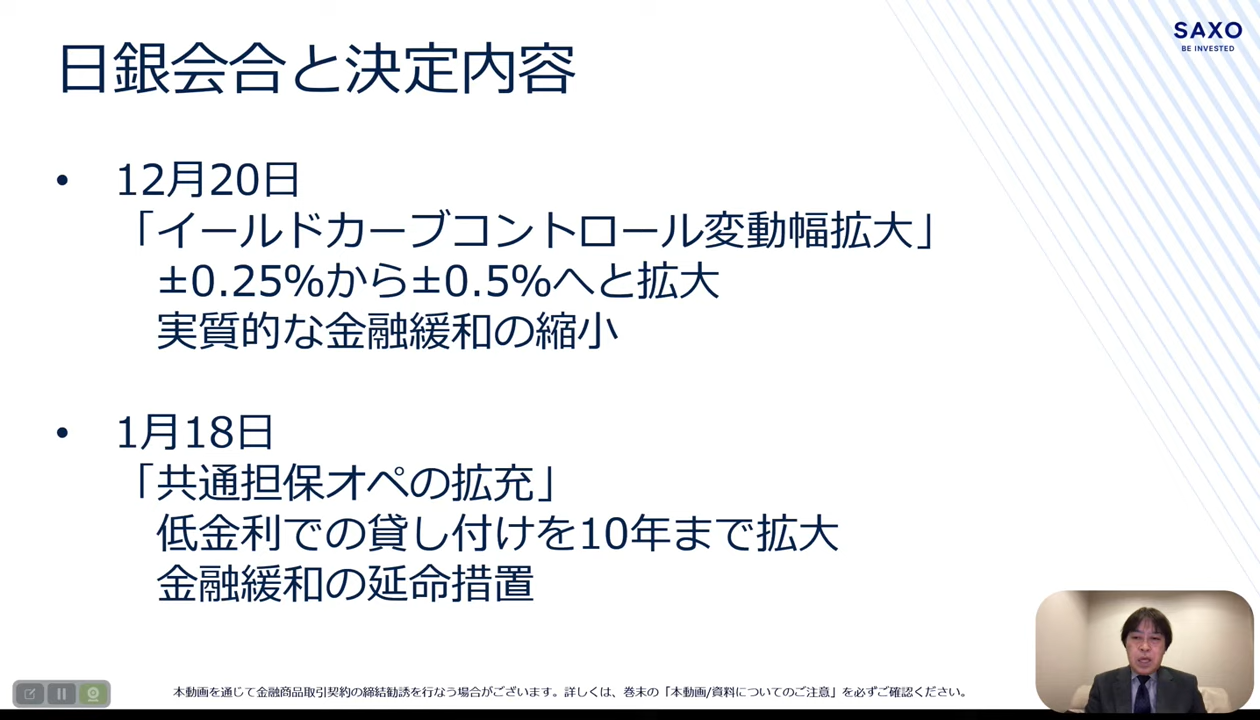 SAXO
BE INVESTED
日銀会合と決定内容
• 12月20日
「イールドカーブコントロール変動幅拡大」
±0.25%から±0.5%へと拡大
実質的な金融緩和の縮小
• 1月18日
「共通担保オペの拡充」
低金利での貸し付けを10年まで拡大
金融緩和の延命措置
本動画を通じて金融商品取引契約の締結勧誘を行なう場合がございます。詳しくは、巻末の「本動画/資料についてのご注意」を必ずご確認ください。